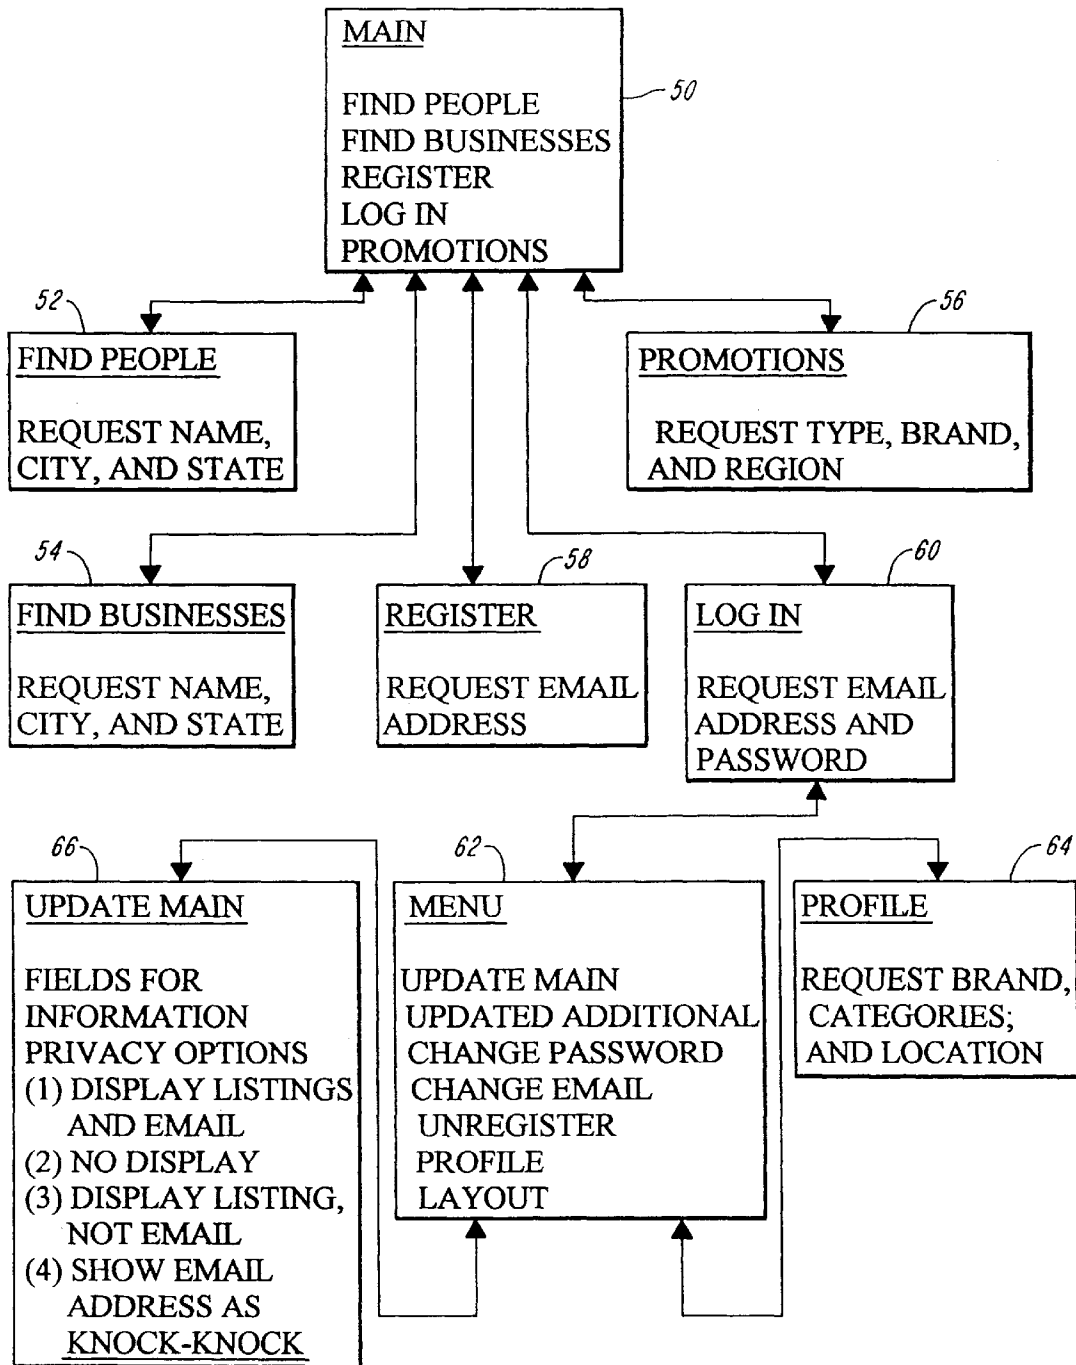 MAIN
FIND PEOPLE
FIND BUSINESSES
REGISTER
LOG IN
PROMOTIONS
50
52
FIND PEOPLE
REQUEST NAME,
CITY, AND STATE
56
PROMOTIONS
REQUEST TYPE, BRAND,
AND REGION
54
FIND BUSINESSES
REQUEST NAME,
CITY, AND STATE
58
REGISTER
REQUEST EMAIL
ADDRESS
60
LOG IN
REQUEST EMAIL
ADDRESS AND
PASSWORD
66
UPDATE MAIN
FIELDS FOR
INFORMATION
PRIVACY OPTIONS
(1) DISPLAY LISTINGS
AND EMAIL
(2) NO DISPLAY
(3) DISPLAY LISTING,
NOT EMAIL
(4) SHOW EMAIL
ADDRESS AS
KNOCK-KNOCK
62
MENU
UPDATE MAIN
UPDATED ADDITIONAL
CHANGE PASSWORD
CHANGE EMAIL
UNREGISTER
PROFILE
LAYOUT
64
PROFILE
REQUEST BRAND,
CATEGORIES;
AND LOCATION